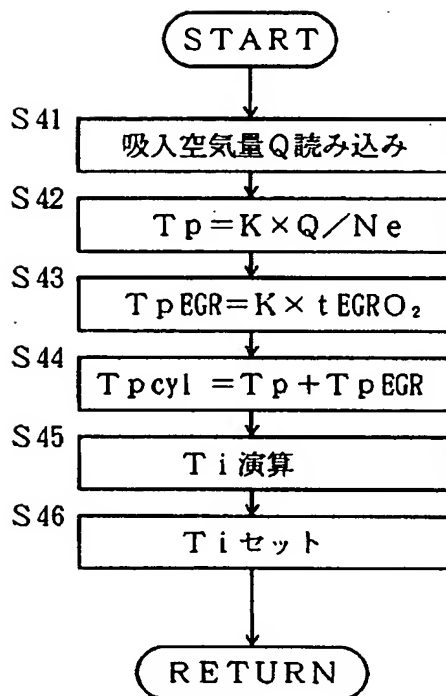 START
S41
吸入空気量Q読み込み
S42
Tp=K×Q/Ne
S43
TpEGR=K×tEGRO₂
S44
Tpcyl=Tp+TpEGR
S45
Ti演算
S46
Tiセット
RETURN